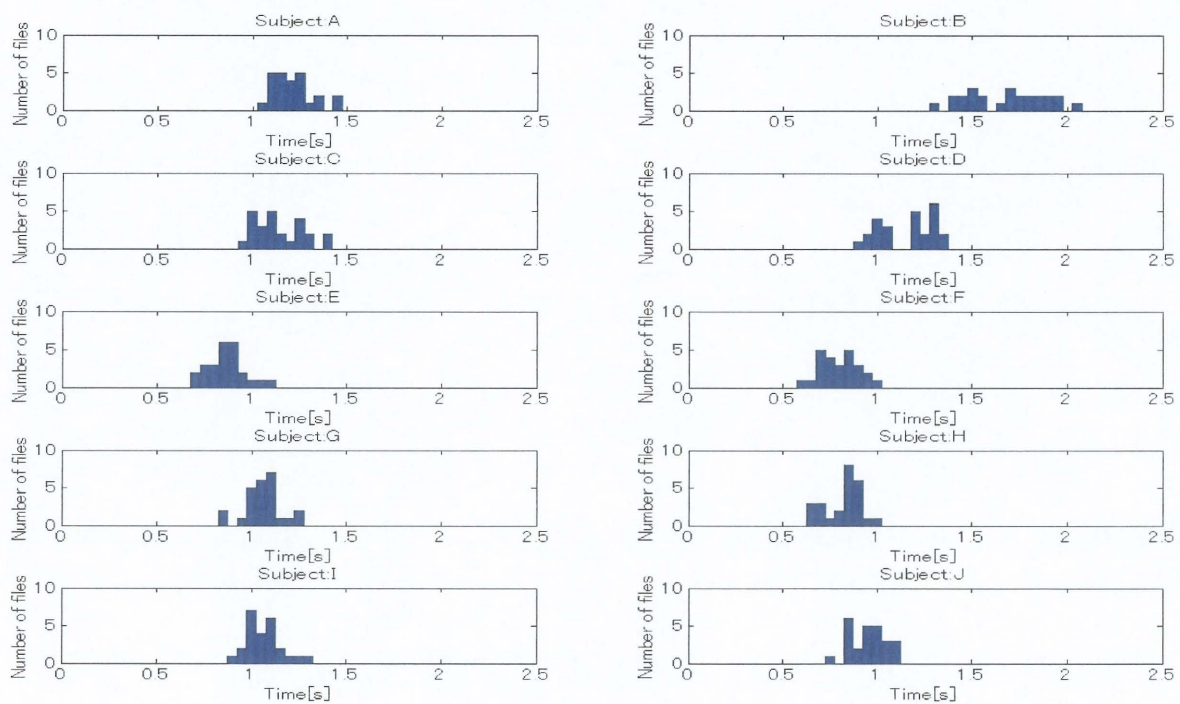 Subject:A
Number of files
10
5
0
0 0.5 1 1.5 2 2.5
Time[s]
Subject:B
Number of files
10
5
0
0 0.5 1 1.5 2 2.5
Time[s]
Subject:C
Number of files
10
5
0
0 0.5 1 1.5 2 2.5
Time[s]
Subject:D
Number of files
10
5
0
0 0.5 1 1.5 2 2.5
Time[s]
Subject:E
Number of files
10
5
0
0 0.5 1 1.5 2 2.5
Time[s]
Subject:F
Number of files
10
5
0
0 0.5 1 1.5 2 2.5
Time[s]
Subject:G
Number of files
10
5
0
0 0.5 1 1.5 2 2.5
Time[s]
Subject:H
Number of files
10
5
0
0 0.5 1 1.5 2 2.5
Time[s]
Subject:I
Number of files
10
5
0
0 0.5 1 1.5 2 2.5
Time[s]
Subject:J
Number of files
10
5
0
0 0.5 1 1.5 2 2.5
Time[s]